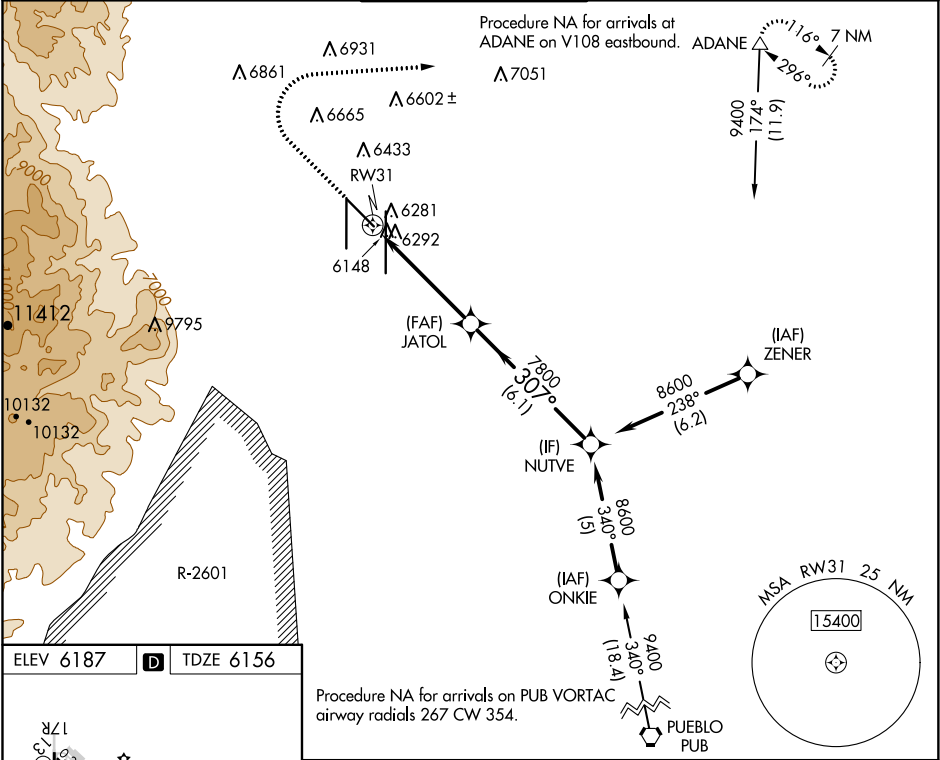 Procedure NA for arrivals at
ADANE on V108 eastbound.
ADANE
116°
7 NM
296°
9400
174°
(11.9)
6931
6861
7051
6602 ±
6665
6433
RW31
6281
6292
6148
9000
7000
11412
9795
10132
10132
(FAF)
JATOL
7800
307°
(6.1)
(IAF)
ZENER
8600
238°
(6.2)
(IF)
NUTVE
8600
340°
(5)
(IAF)
ONKIE
R-2601
9400
340°
(18.4)
MSA RW31 25 NM
15400
ELEV 6187
D
TDZE 6156
Procedure NA for arrivals on PUB VORTAC
airway radials 267 CW 354.
PUEBLO
PUB
17R